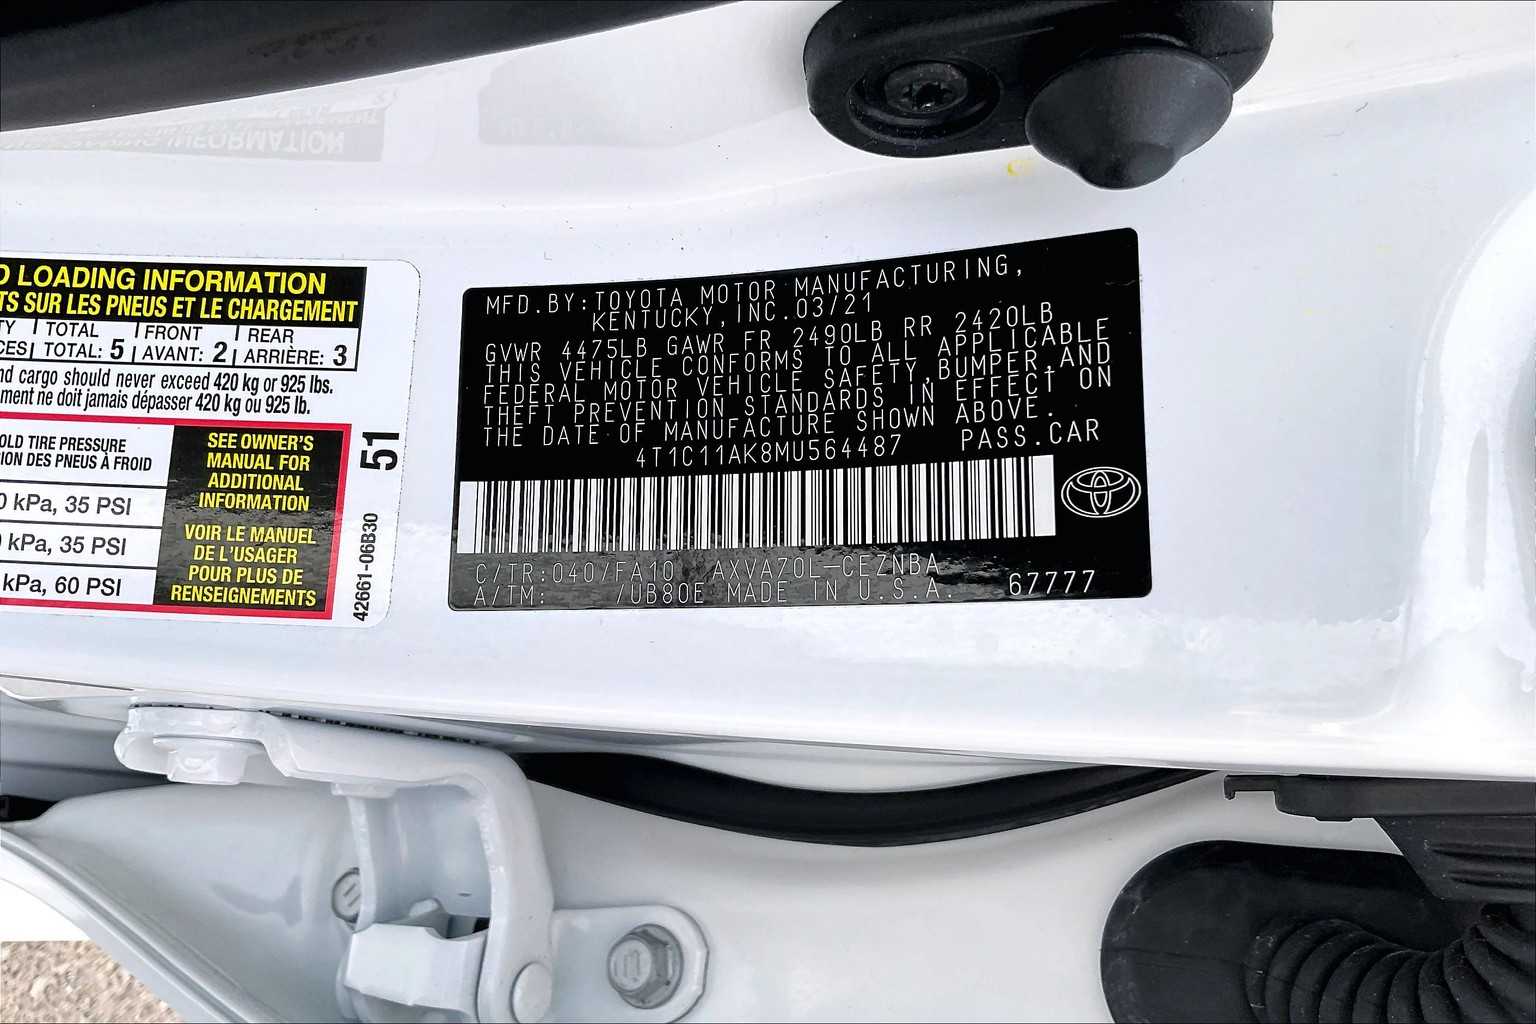 LOADING INFORMATION
SUR LES PNEUS ET LE CHARGEMENT
TOTAL FRONT REAR
TOTAL: 5 AVANT: 2 ARRIÈRE: 3
cargo should never exceed 420 kg or 925 lbs.
ne doit jamais dépasser 420 kg ou 925 lb.
TIRE PRESSURE
DES PNEUS À FROID
kPa, 35 PSI
kPa, 35 PSI
kPa, 60 PSI
SEE OWNER'S
MANUAL FOR
ADDITIONAL
INFORMATION
VOIR LE MANUEL
DE L'USAGER
POUR PLUS DE
RENSEIGNEMENTS
51
42661-06B30
MFD.BY:TOYOTA MOTOR MANUFACTURING,
KENTUCKY,INC.03/21
GVWR 4475LB GAWR FR 2490LB RR 2420LB
THIS VEHICLE CONFORMS TO ALL APPLICABLE
FEDERAL MOTOR VEHICLE SAFETY,BUMPER,AND
THEFT PREVENTION STANDARDS IN EFFECT ON
THE DATE OF MANUFACTURE SHOWN ABOVE.
4T1C11AK8MU564487 PASS.CAR
C/TR:040/FA10 AXVA70L-CEZNBA
A/TM: /UB80E MADE IN U.S.A. 67777